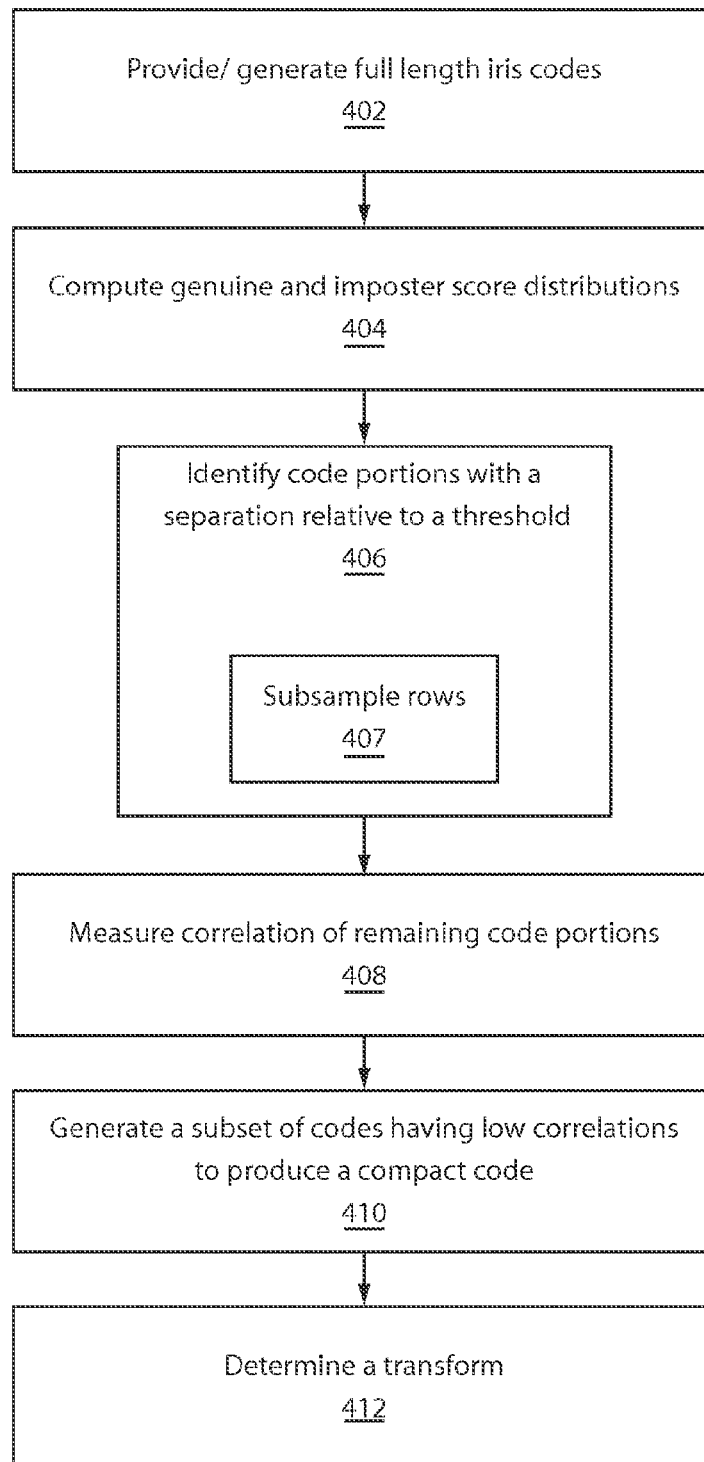 Provide/ generate full length iris codes
402
Compute genuine and imposter score distributions
404
Identify code portions with a
separation relative to a threshold
406
Subsample rows
407
Measure correlation of remaining code portions
408
Generate a subset of codes having low correlations
to produce a compact code
410
Determine a transform
412